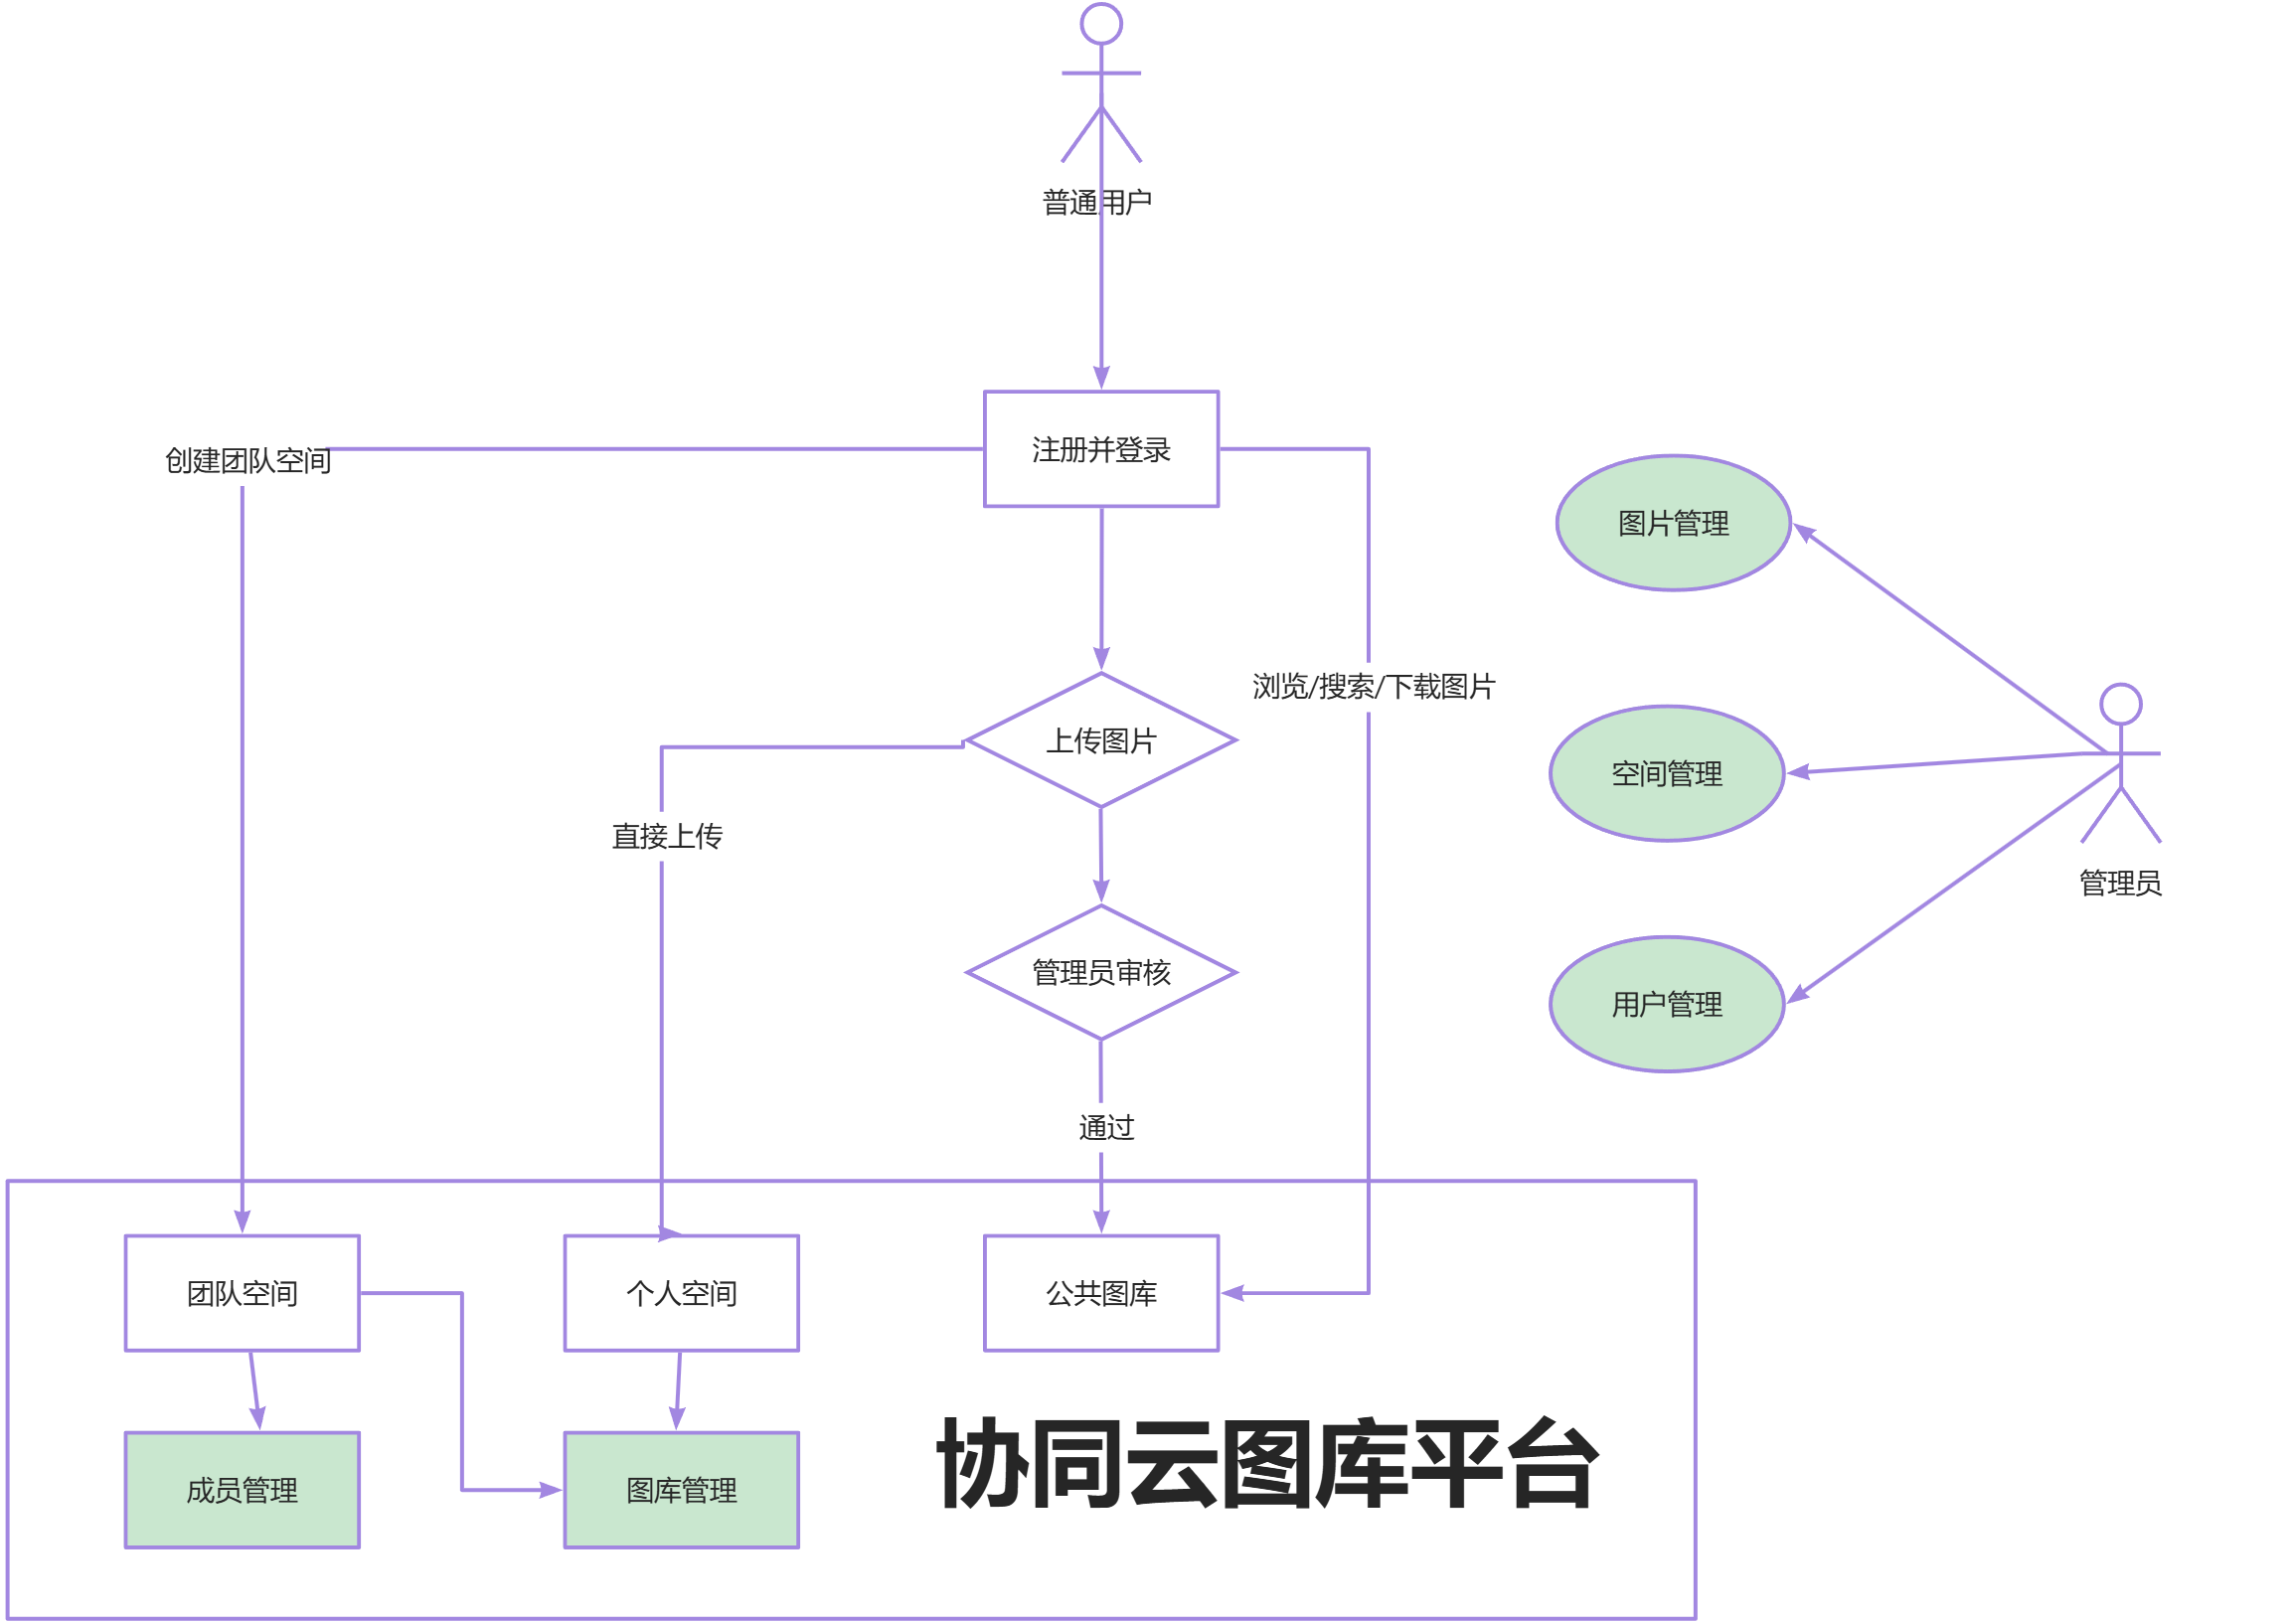 普通用户
注册并登录
创建团队空间
图片管理
浏览/搜索/下载图片
上传图片
空间管理
直接上传
管理员
管理员审核
用户管理
通过
团队空间
个人空间
公共图库
协同云图库平台
成员管理
图库管理